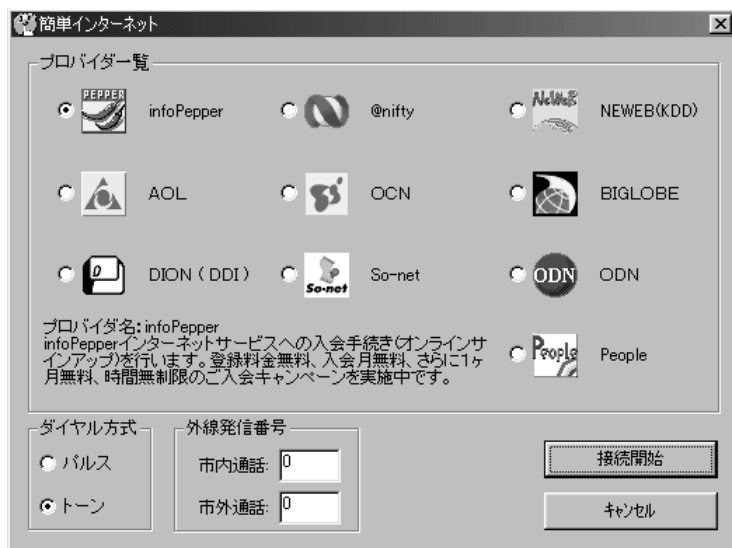 簡単インターネット
プロバイダ一覧
PEPPER
infoPepper
@nifty
NEWEB
NEWEB(KDD)
AOL
OCN
BIGLOBE
D
DION ( DDI )
So-net
So-net
ODN
ODN
プロバイダ名: infoPepper
infoPepperインターネットサービスへの入会手続き(オンラインサ
インアップ)を行います。登録料金無料、入会月無料、さらに1ヶ
月無料、時間無制限のご入会キャンペーンを実施中です。
People
People
ダイヤル方式
パルス
トーン
外線発信番号
市内通話: 0
市外通話: 0
接続開始
キャンセル